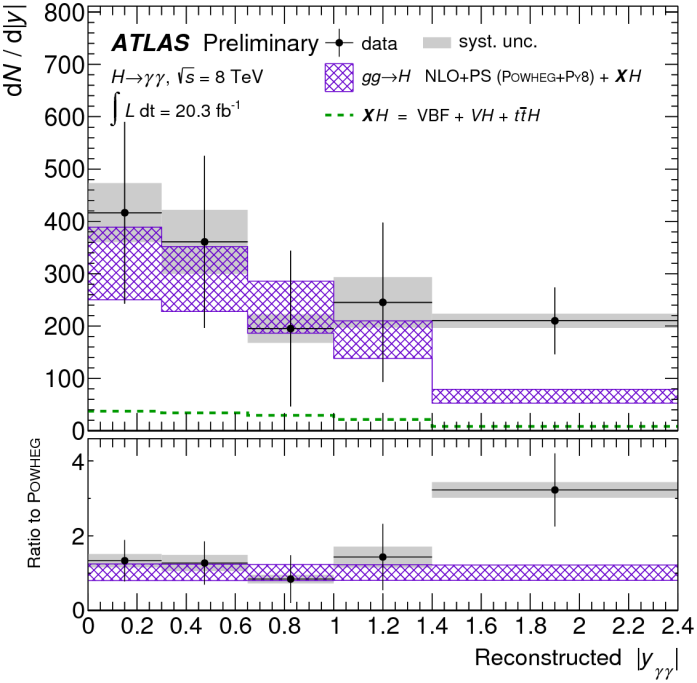 dN / d|y|
800
700
600
500
400
300
200
100
0
ATLAS Preliminary
data
syst. unc.
H→γγ, √s = 8 TeV
gg→H NLO+PS (POWHEG+PY8) + XH
∫ L dt = 20.3 fb⁻¹
XH = VBF + VH + tt̅H
Ratio to POWHEG
4
2
0
0 0.2 0.4 0.6 0.8 1 1.2 1.4 1.6 1.8 2 2.2 2.4
Reconstructed |yγγ|